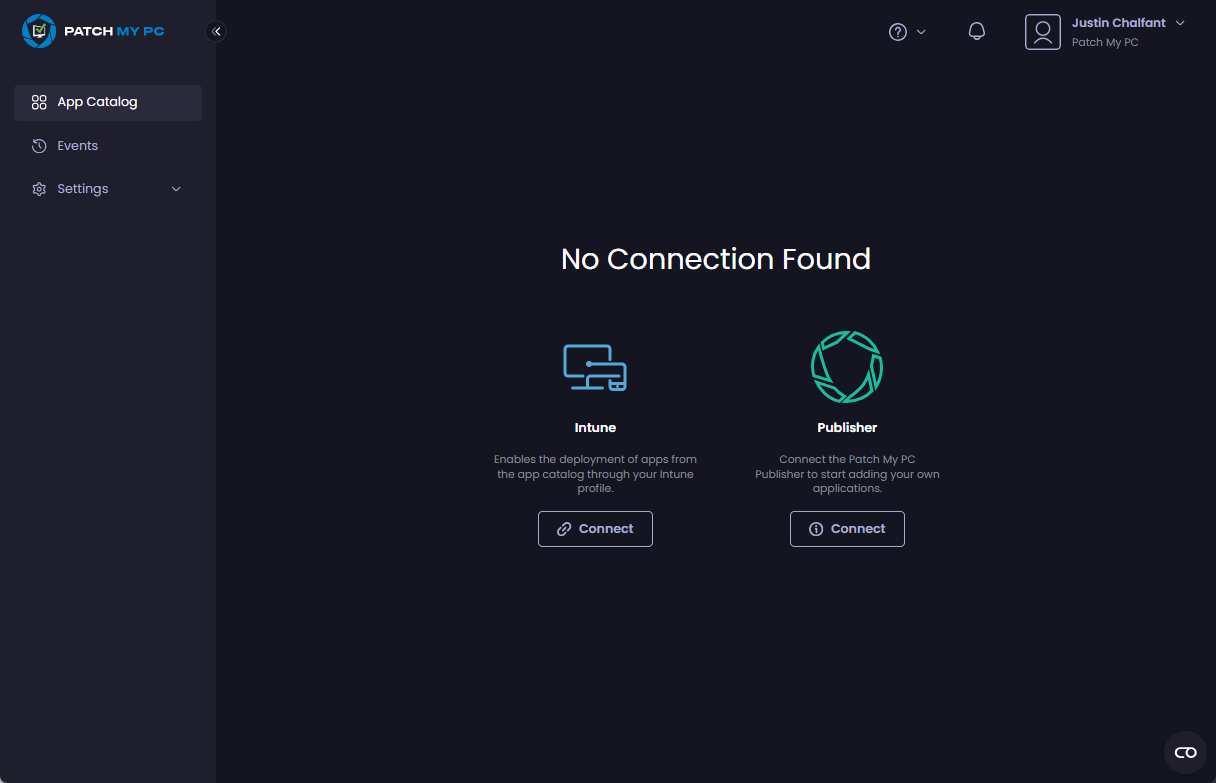 PATCH MY PC
Justin Chalfant
Patch My PC
App Catalog
Events
Settings
No Connection Found
Intune
Enables the deployment of apps from
the app catalog through your Intune
profile.
Connect
Publisher
Connect the Patch My PC
Publisher to start adding your own
applications.
Connect